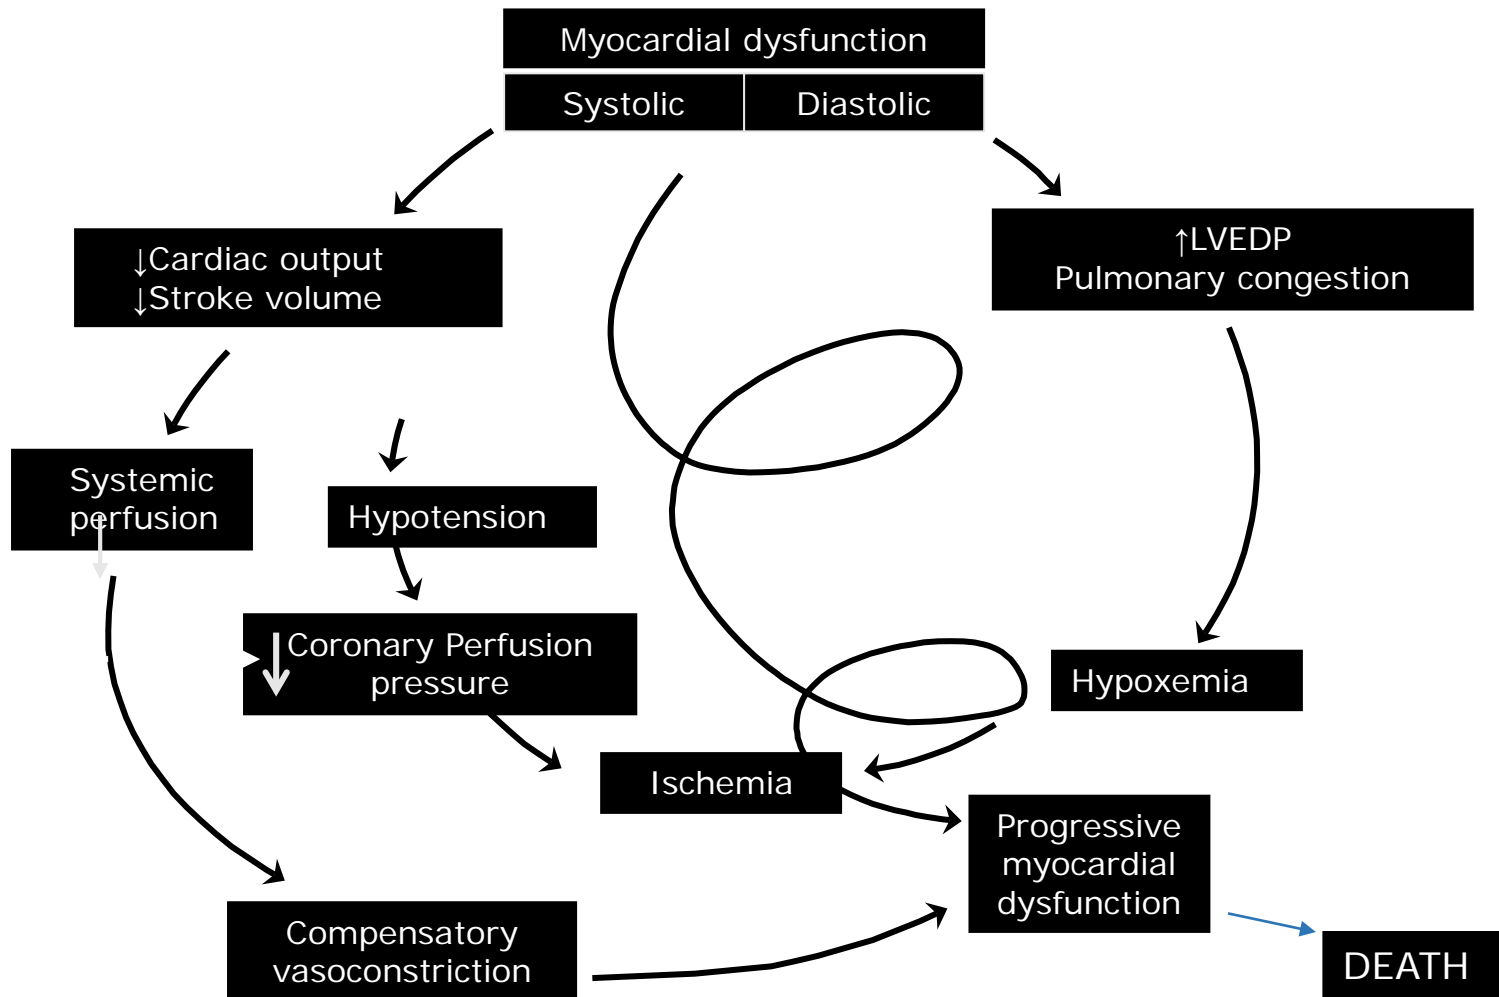 Myocardial dysfunction
Systolic
Diastolic
↓Cardiac output
↓Stroke volume
↑LVEDP
Pulmonary congestion
Systemic
perfusion
Hypotension
Coronary Perfusion
pressure
Hypoxemia
Ischemia
Progressive
myocardial
dysfunction
Compensatory
vasoconstriction
DEATH